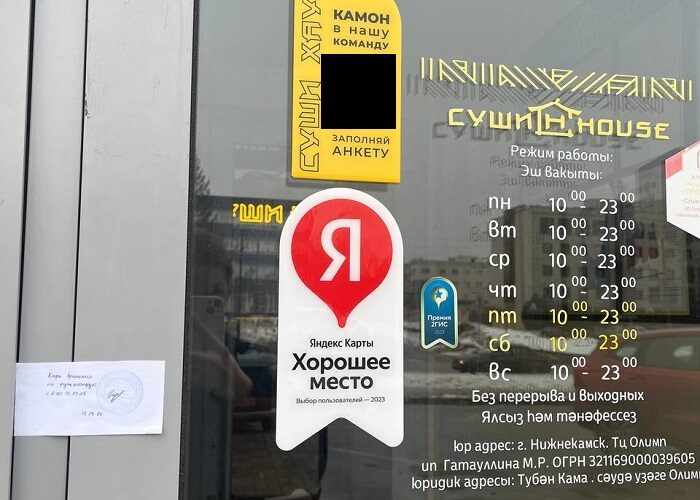 КАМОН
в нашу
команду
СУШИ ХАУС
ЗАПОЛНЯЙ
АНКЕТУ
СУШИ HOUSE
Режим работы:
Эш вакыты:
пн 10 00 - 23 00
вт 10 00 - 23 00
ср 10 00 - 23 00
чт 10 00 - 23 00
пт 10 00 - 23 00
сб 10 00 - 23 00
вс 10 00 - 23 00
Без перерыва и выходных
Ялсыз һәм тәнәфессез
юр адрес: г. Нижнекамск. Тц Олимп
ип Гатауллина М.Р. ОГРН 321169000039605
юридик адресы: Түбән Кама . сәүдә үзәге Олимп
Я
Яндекс Карты
Хорошее
место
Выбор пользователей — 2023
Премия
2ГИС
2023